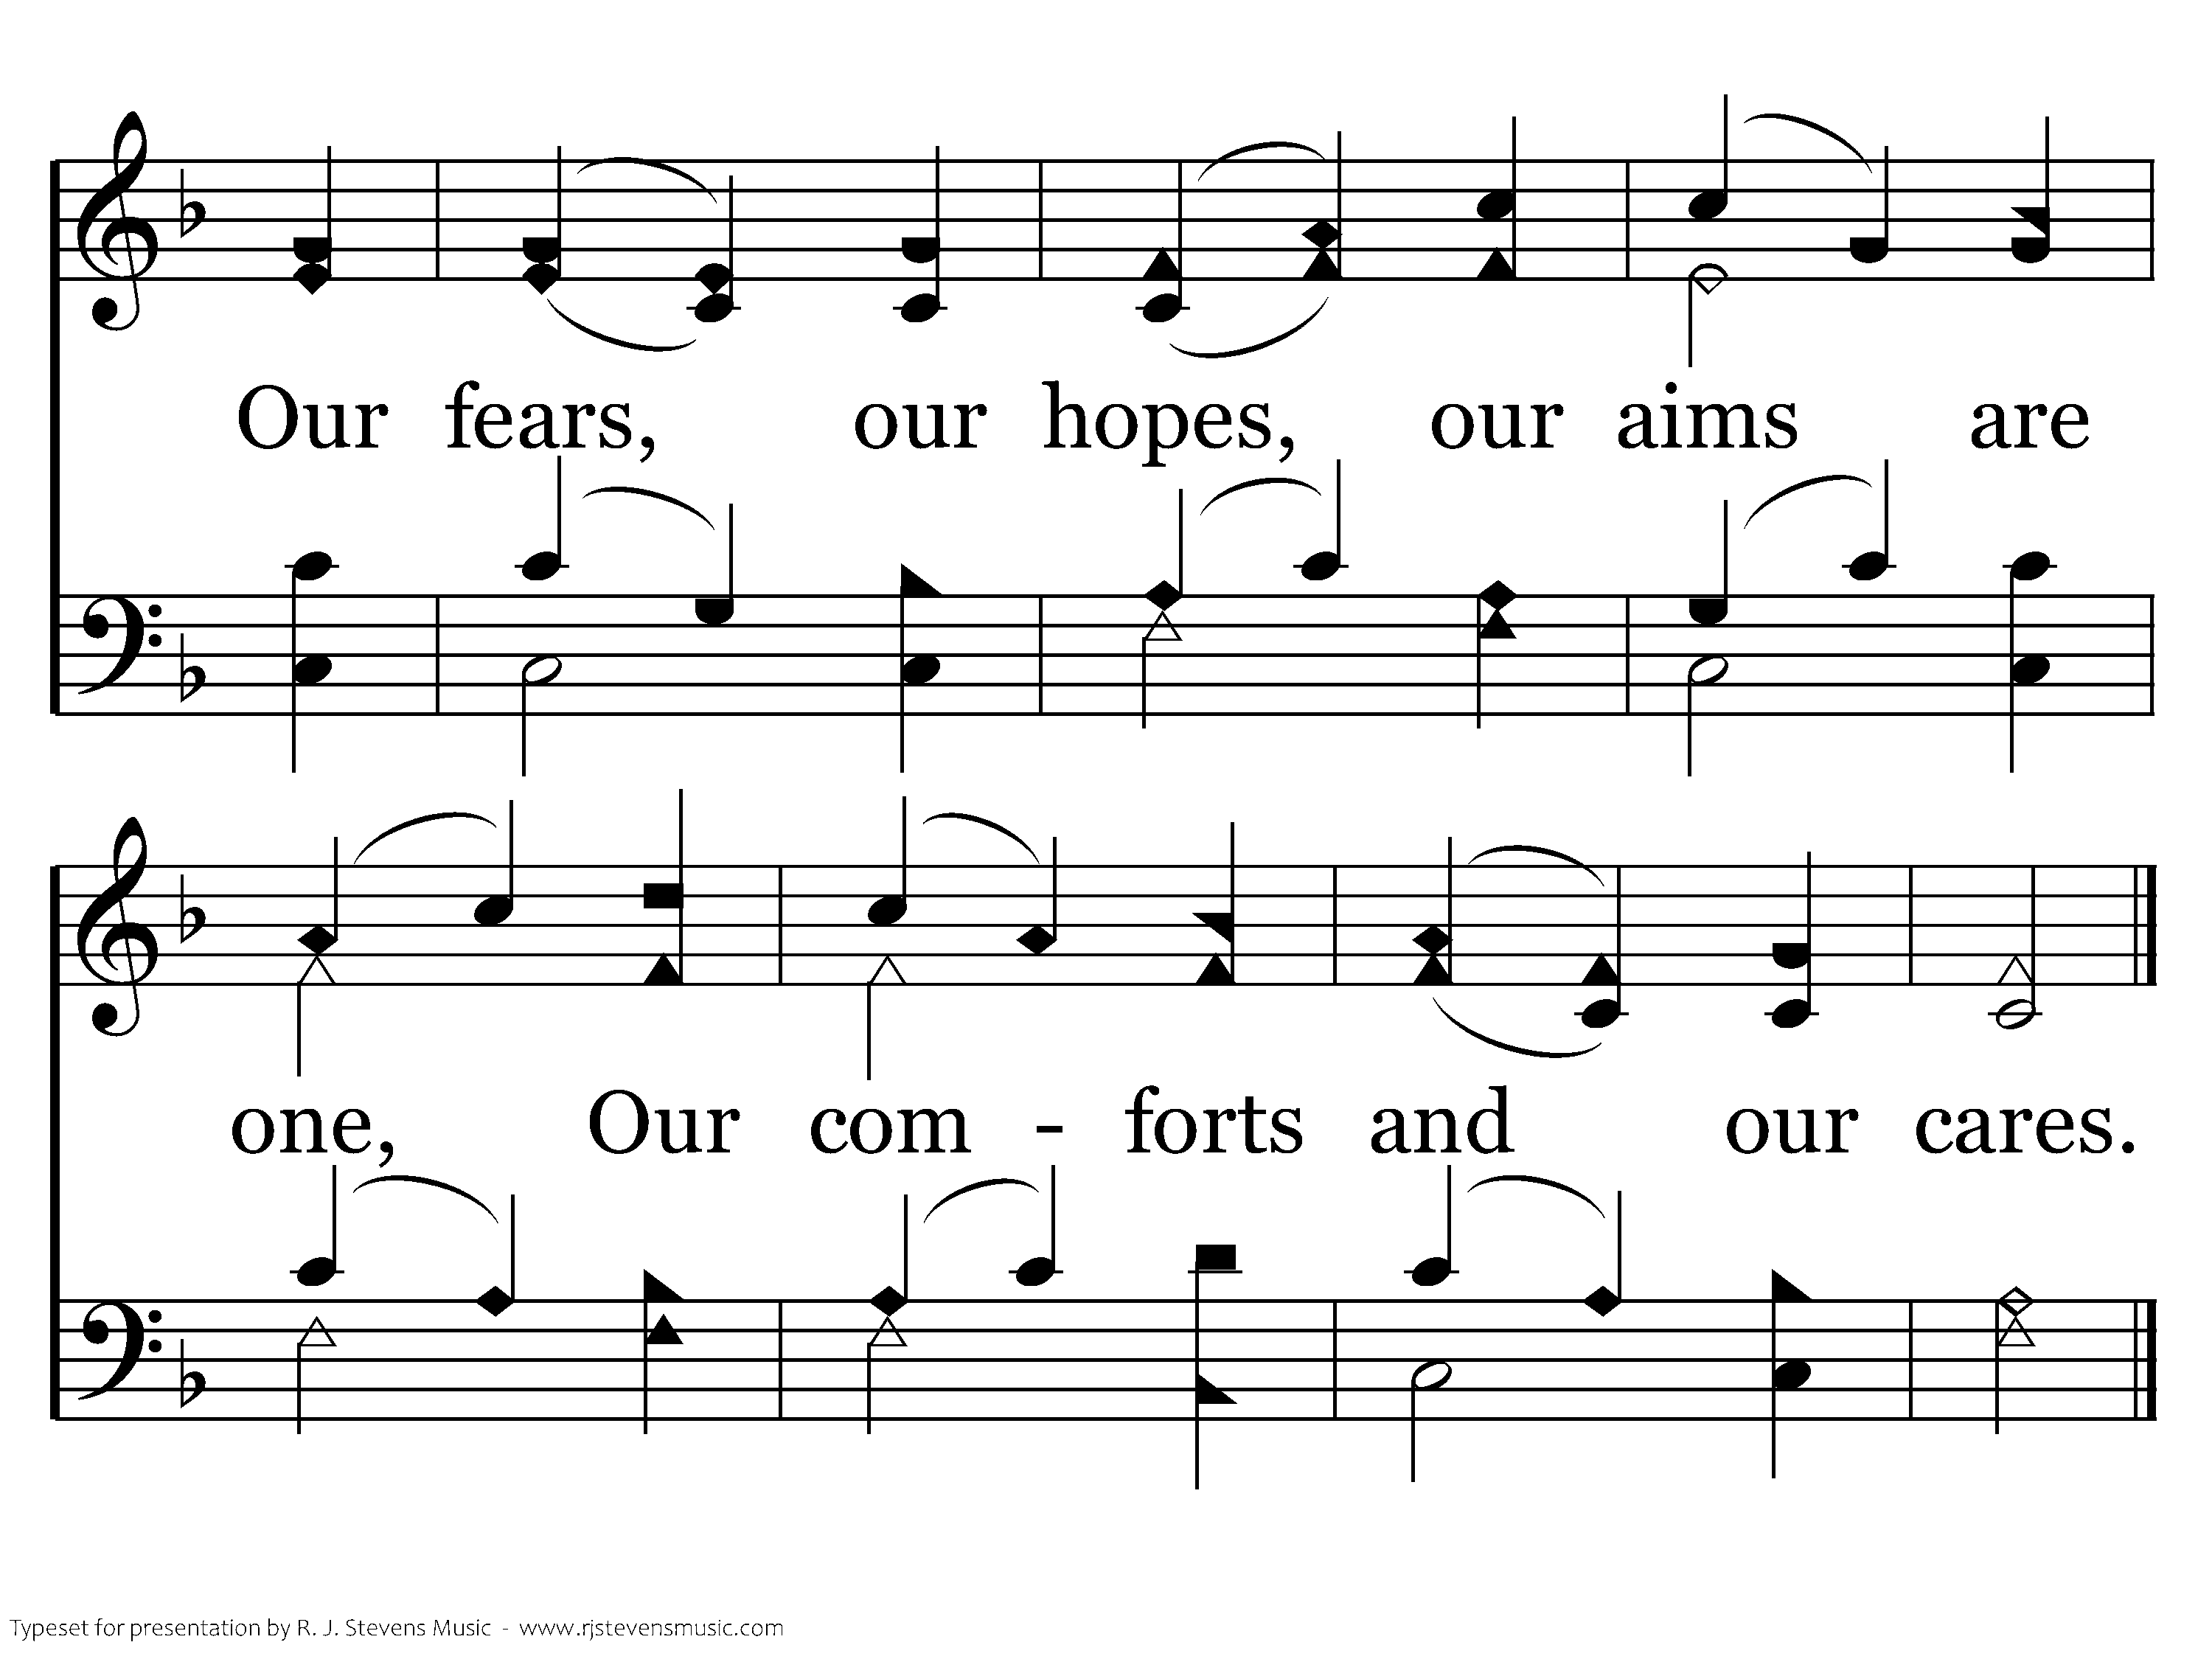 Our fears, our hopes, our aims are
one, Our com - forts and our cares.
Typeset for presentation by R. J. Stevens Music - www.rjstevensmusic.com